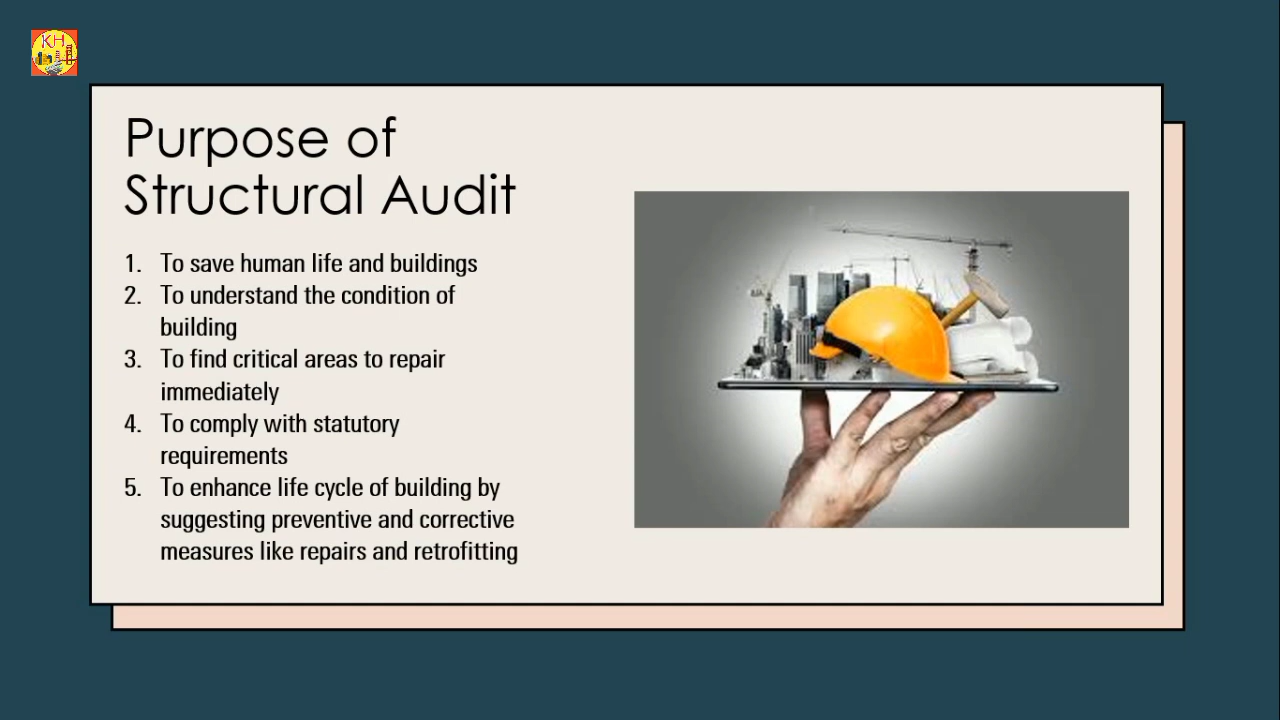 KH
Purpose of
Structural Audit
1. To save human life and buildings
2. To understand the condition of
building
3. To find critical areas to repair
immediately
4. To comply with statutory
requirements
5. To enhance life cycle of building by
suggesting preventive and corrective
measures like repairs and retrofitting